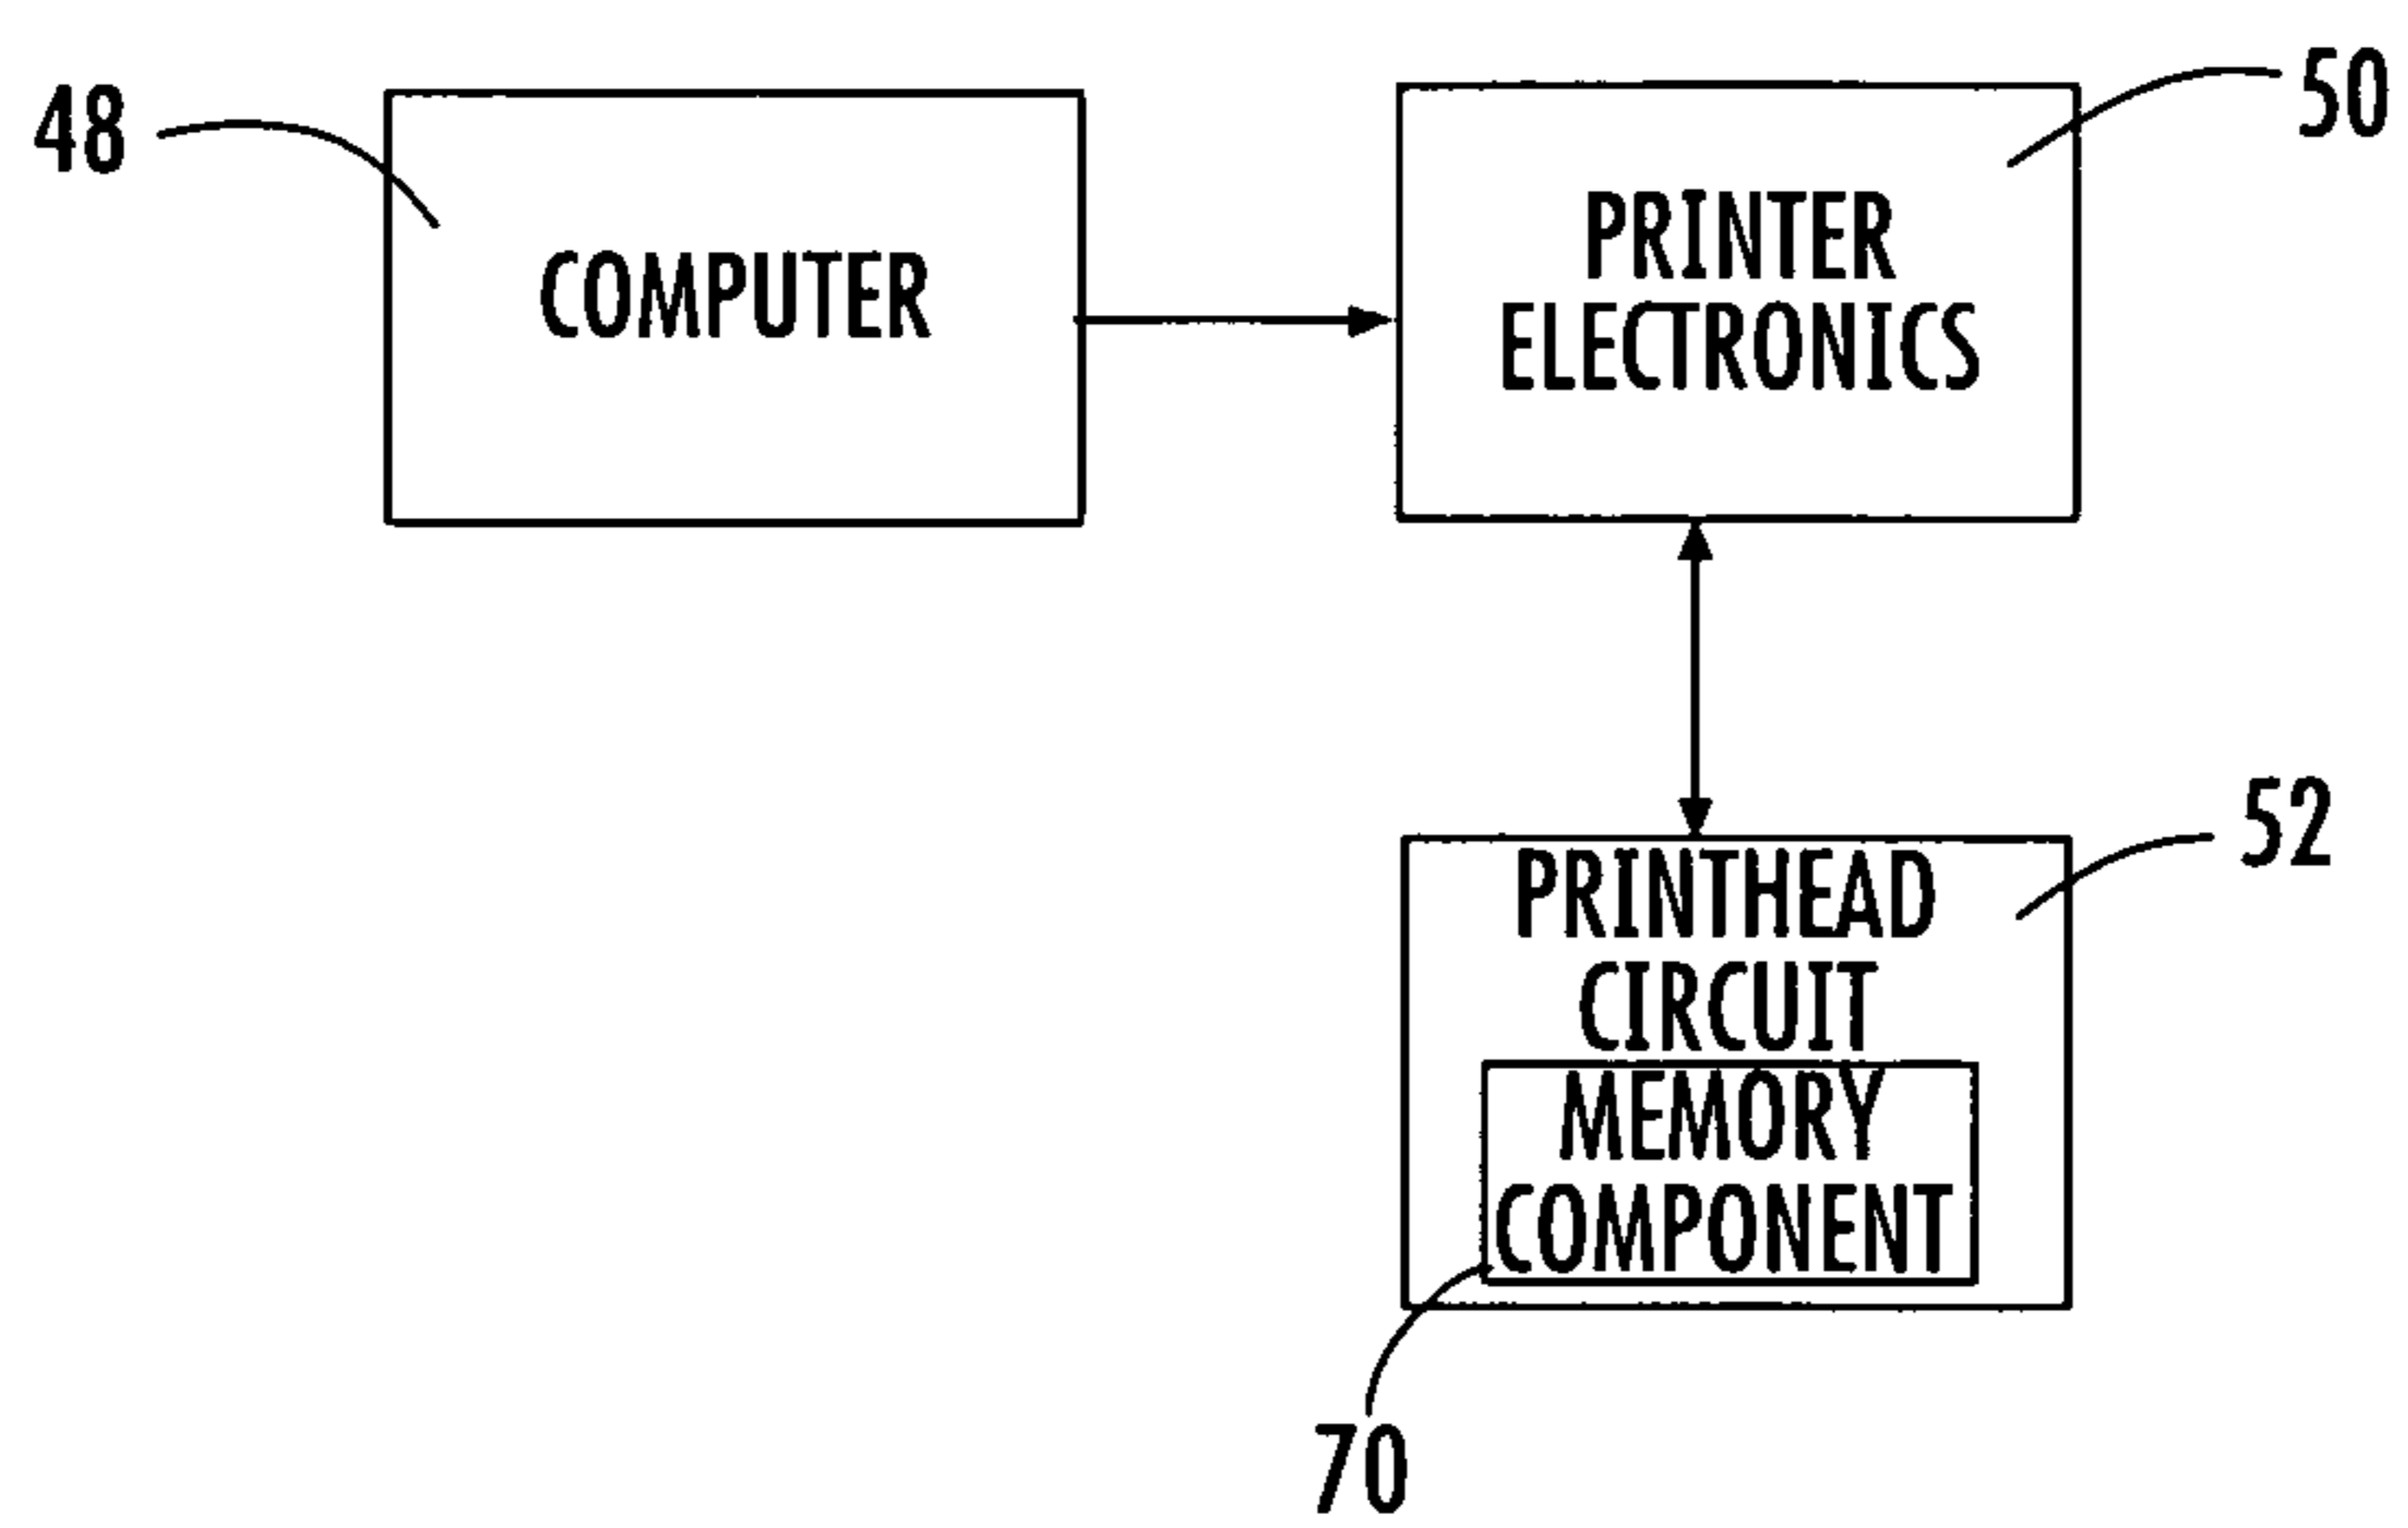 48
COMPUTER
50
PRINTER
ELECTRONICS
52
PRINTHEAD
CIRCUIT
MEMORY
COMPONENT
70